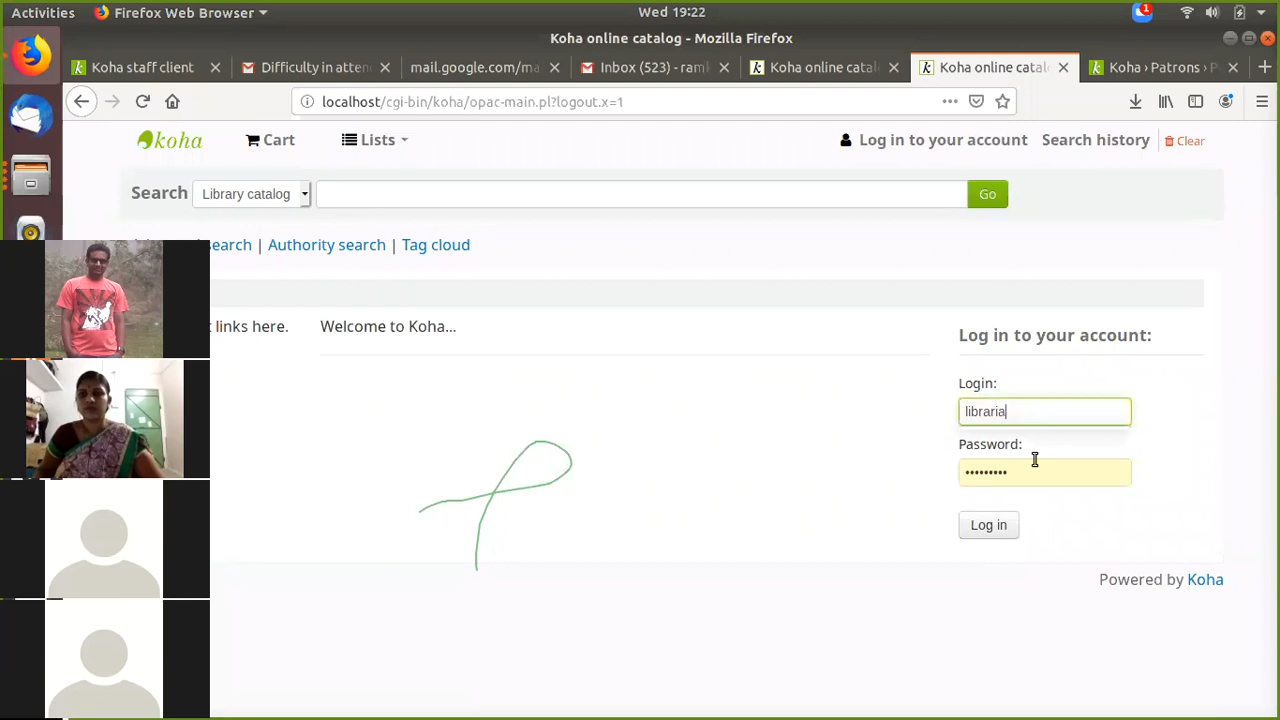 Activities Firefox Web Browser Wed 19:22 1
Koha online catalog - Mozilla Firefox
Koha staff client Difficulty in atten mail.google.com/ma Inbox (523) - raml Koha online catal Koha online catalo Koha › Patrons › P
localhost/cgi-bin/koha/opac-main.pl?logout.x=1
koha Cart Lists Log in to your account Search history Clear
Search Library catalog Go
search | Authority search | Tag cloud
links here. Welcome to Koha... Log in to your account:
Login:
libraria
Password:
•••••••••
Log in
Powered by Koha